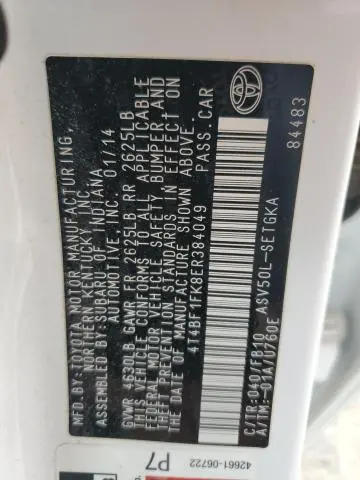 MFD. BY: TOYOTA MOTOR MANUFACTURING,
NORTHERN KENTUCKY, INC.
ASSEMBLED BY: SUBARU OF INDIANA
AUTOMOTIVE, INC. 01/14
GVWR 4630LB GAWR FR 2625LB RR 2625LB
THIS VEHICLE CONFORMS TO ALL APPLICABLE
FEDERAL MOTOR VEHICLE SAFETY, BUMPER, AND
THEFT PREVENTION STANDARDS IN EFFECT ON
THE DATE OF MANUFACTURE SHOWN ABOVE.
4T4BF1FK8ER384049 PASS. CAR
C/TR: 040/FB10 ASV50L-SETGKA
A/TM: -01A/U760E 84483
42661-06722
P7